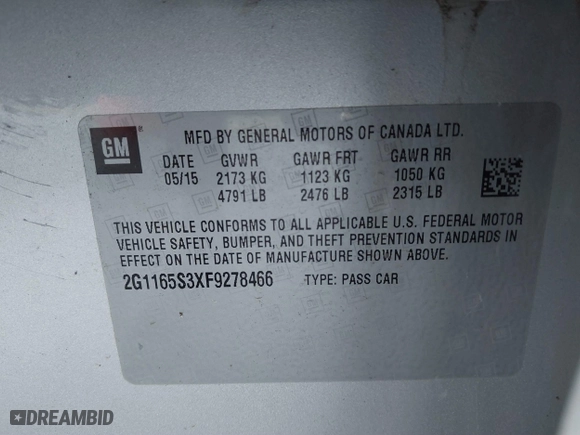 GM
MFD BY GENERAL MOTORS OF CANADA LTD.
DATE GVWR GAWR FRT GAWR RR
05/15 2173 KG 1123 KG 1050 KG
4791 LB 2476 LB 2315 LB
THIS VEHICLE CONFORMS TO ALL APPLICABLE U.S. FEDERAL MOTOR
VEHICLE SAFETY, BUMPER, AND THEFT PREVENTION STANDARDS IN
EFFECT ON THE DATE OF MANUFACTURE SHOWN ABOVE.
2G1165S3XF9278466 TYPE: PASS CAR
DREAMBID